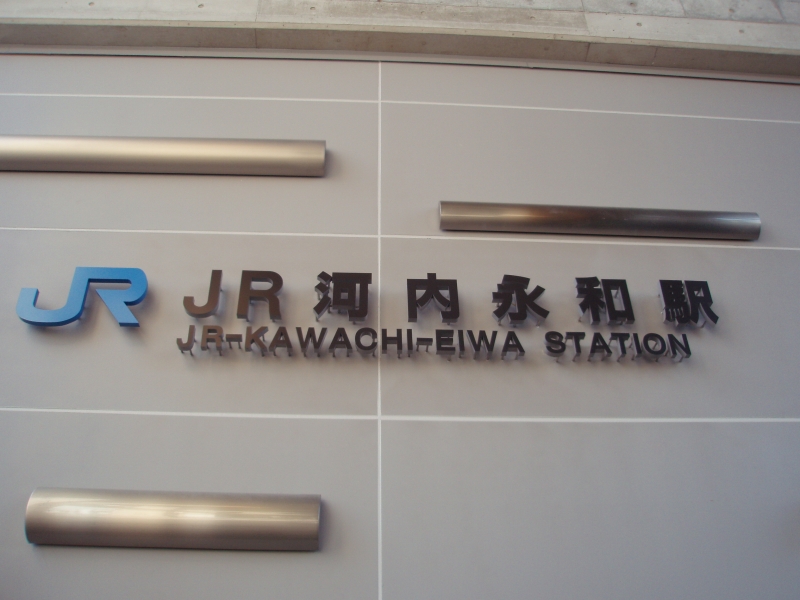 JR JR河内永和駅
JR-KAWACHI-EIWA STATION